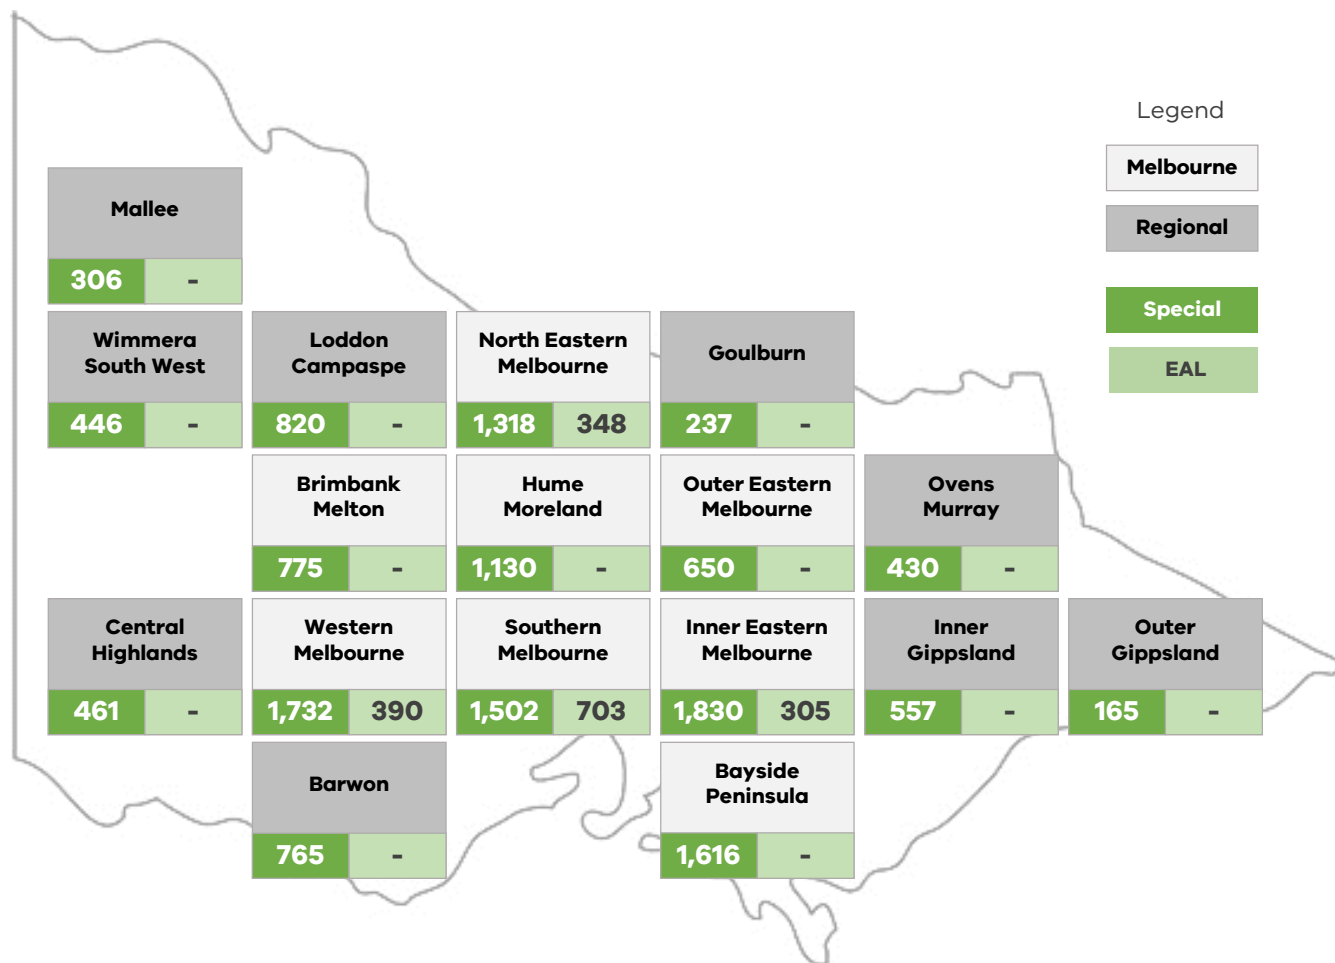 Legend
Melbourne
Regional
Special
EAL
Mallee
306 -
Wimmera
South West
446 -
Loddon
Campaspe
820 -
North Eastern
Melbourne
1,318 348
Goulburn
237 -
Brimbank
Melton
775 -
Hume
Moreland
1,130 -
Outer Eastern
Melbourne
650 -
Ovens
Murray
430 -
Central
Highlands
461 -
Western
Melbourne
1,732 390
Southern
Melbourne
1,502 703
Inner Eastern
Melbourne
1,830 305
Inner
Gippsland
557 -
Outer
Gippsland
165 -
Barwon
765 -
Bayside
Peninsula
1,616 -